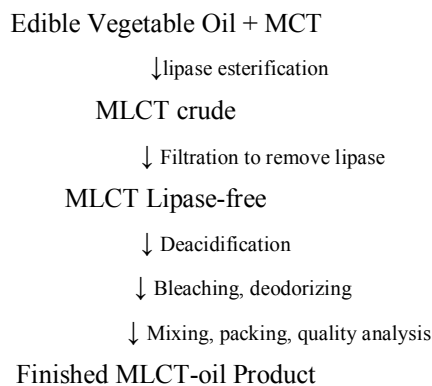 Edible Vegetable Oil + MCT
↓lipase esterification
MLCT crude
↓ Filtration to remove lipase
MLCT Lipase-free
↓ Deacidification
↓ Bleaching, deodorizing
↓ Mixing, packing, quality analysis
Finished MLCT-oil Product